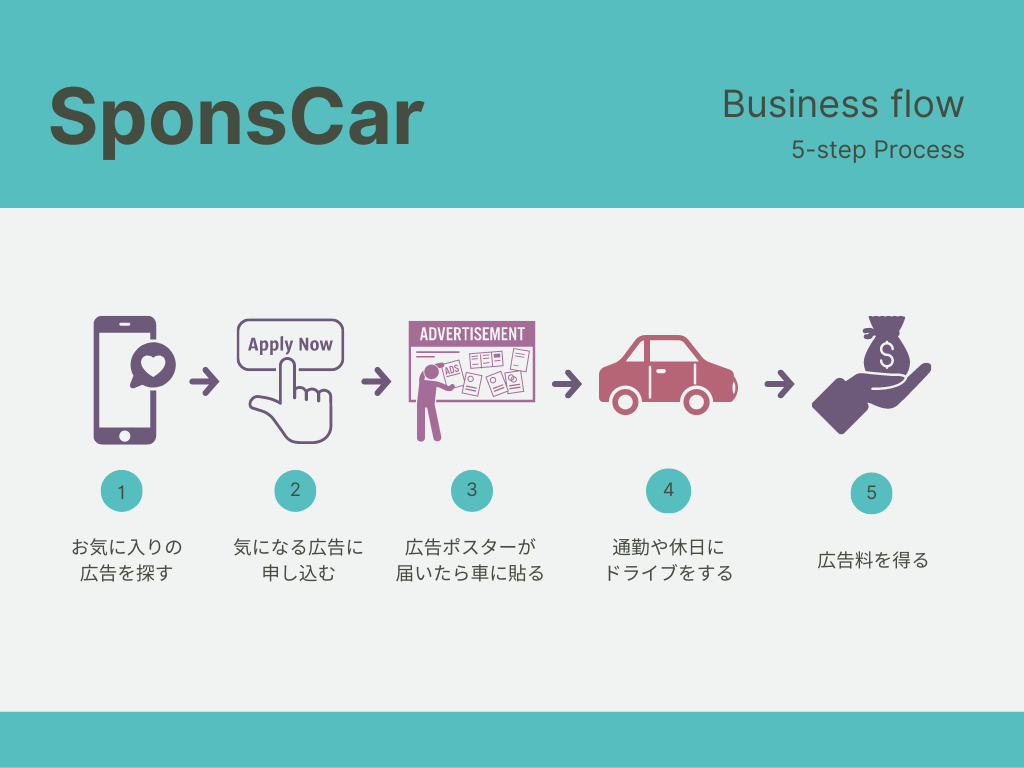 SponsCar
Business flow
5-step Process
Apply Now
ADVERTISEMENT
ADS
$
1
2
3
4
5
お気に入りの
広告を探す
気になる広告に
申し込む
広告ポスターが
届いたら車に貼る
通勤や休日に
ドライブをする
広告料を得る